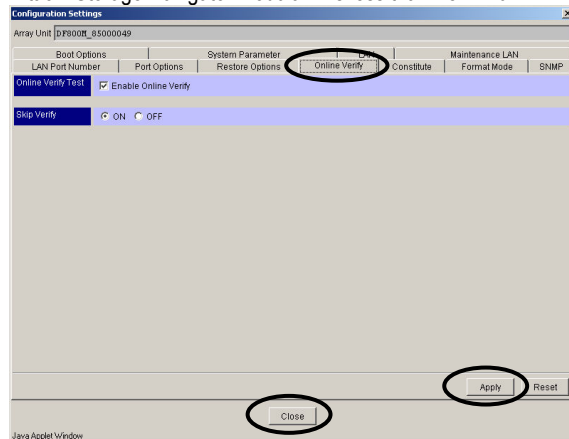 Configuration Settings
Array Unit DF800M_85000049
Boot Options System Parameter LAN Maintenance LAN
LAN Port Number Port Options Restore Options Online Verify Constitute Format Mode SNMP
Online Verify Test Enable Online Verify
Skip Verify ON OFF
Apply Reset
Close
Java Applet Window